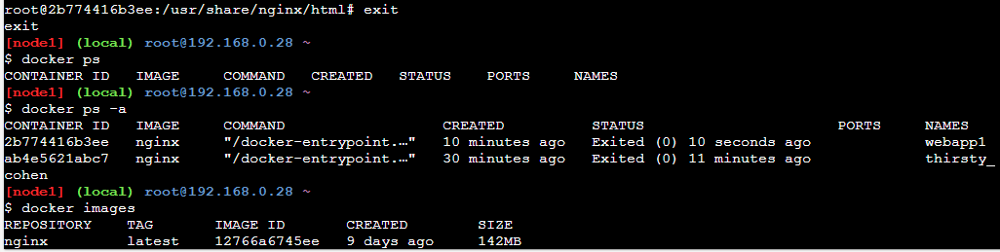 root@2b774416b3ee:/usr/share/nginx/html# exit
exit
[node1] (local) root@192.168.0.28 ~
$ docker ps
CONTAINER ID   IMAGE     COMMAND   CREATED   STATUS    PORTS     NAMES
[node1] (local) root@192.168.0.28 ~
$ docker ps -a
CONTAINER ID   IMAGE     COMMAND                  CREATED          STATUS                      PORTS     NAMES
2b774416b3ee   nginx     "/docker-entrypoint.…"   10 minutes ago   Exited (0) 10 seconds ago             webapp1
ab4e5621abc7   nginx     "/docker-entrypoint.…"   30 minutes ago   Exited (0) 11 minutes ago             thirsty_
cohen
[node1] (local) root@192.168.0.28 ~
$ docker images
REPOSITORY    TAG       IMAGE ID       CREATED        SIZE
nginx         latest    12766a6745ee   9 days ago     142MB